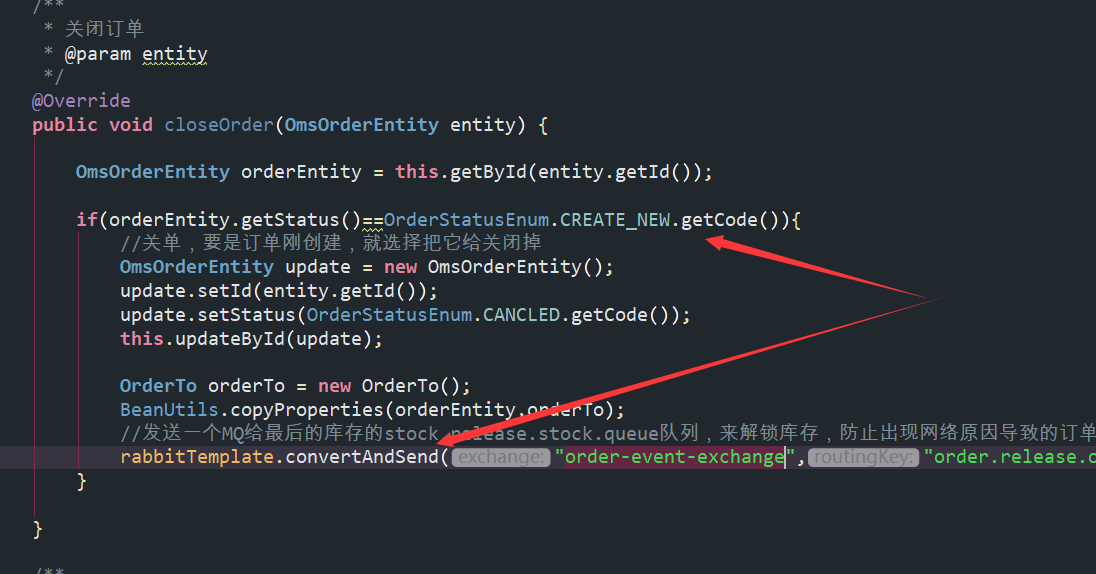 /**
* 关闭订单
* @param entity
*/
@Override
public void closeOrder(OmsOrderEntity entity) {
OmsOrderEntity orderEntity = this.getById(entity.getId());
if(orderEntity.getStatus()==OrderStatusEnum.CREATE_NEW.getCode()){
//关单，要是订单刚创建，就选择把它给关闭掉
OmsOrderEntity update = new OmsOrderEntity();
update.setId(entity.getId());
update.setStatus(OrderStatusEnum.CANCLED.getCode());
this.updateById(update);
OrderTo orderTo = new OrderTo();
BeanUtils.copyProperties(orderEntity,orderTo);
//发送一个MQ给最后的库存的stock.release.stock.queue队列，来解锁库存，防止出现网络原因导致的订单
rabbitTemplate.convertAndSend( exchange: "order-event-exchange", routingKey: "order.release.o
}
}
/**